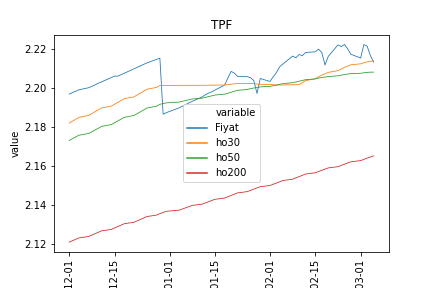 TPF
2.22
2.20
2.18
2.16
2.14
2.12
value
variable
Fiyat
ho30
ho50
ho200
12-01
12-15
01-01
01-15
02-01
02-15
03-01